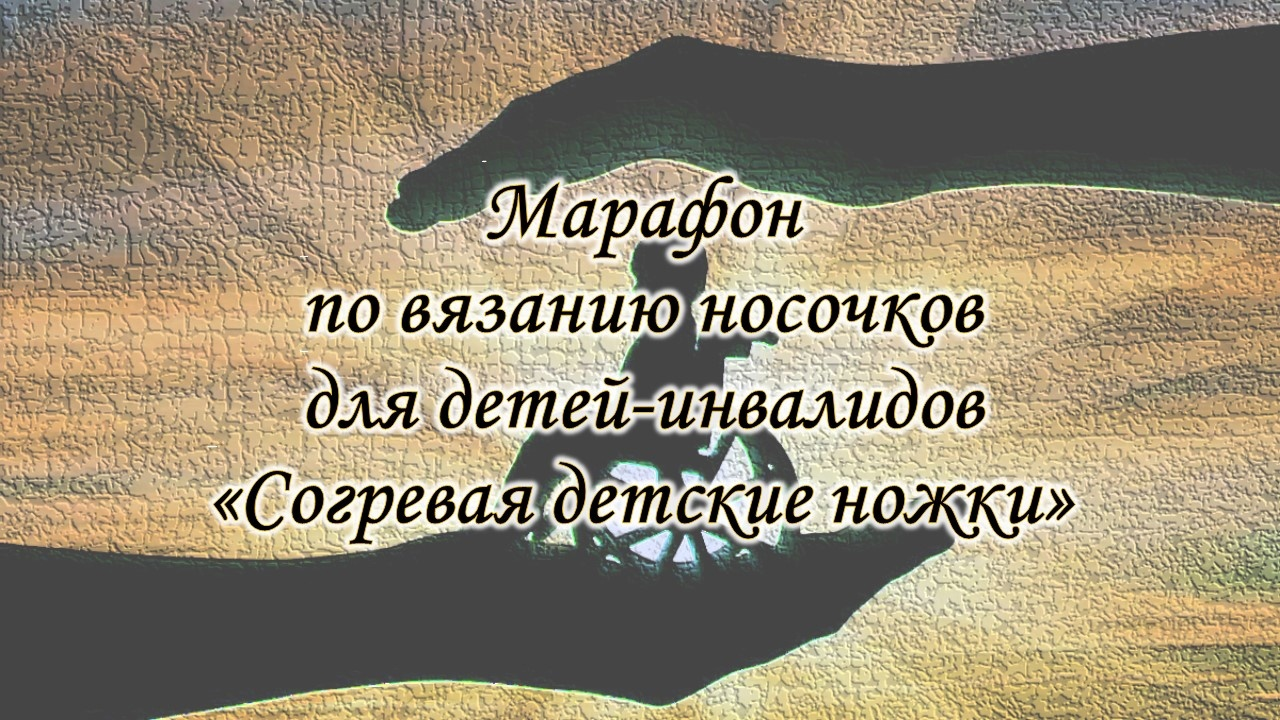 Марафон
по вязанию носочков
для детей-инвалидов
«Согревая детские ножки»